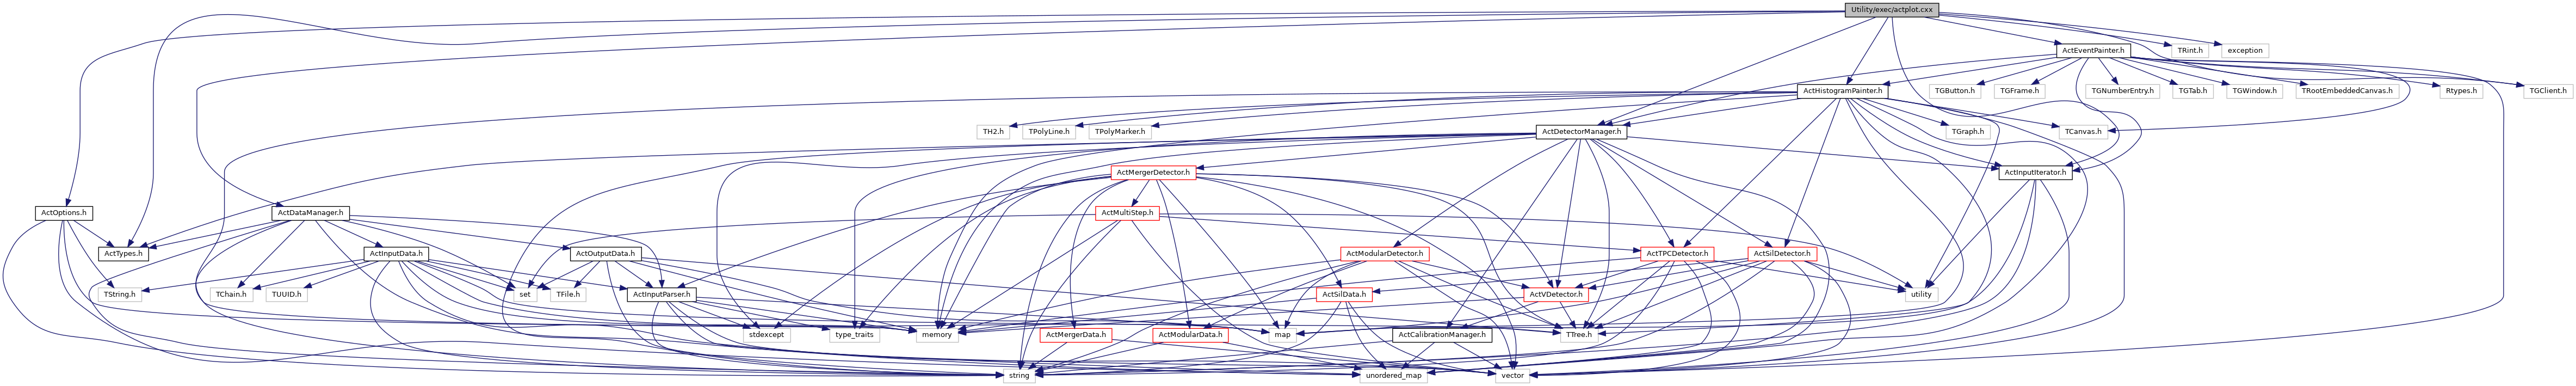 Utility/exec/actplot.cxx
ActEventPainter.h
TRint.h
exception
ActHistogramPainter.h
TGButton.h
TGFrame.h
TGNumberEntry.h
TGTab.h
TGWindow.h
TRootEmbeddedCanvas.h
Rtypes.h
TGClient.h
TH2.h
TPolyLine.h
TPolyMarker.h
ActDetectorManager.h
TGraph.h
TCanvas.h
ActMergerDetector.h
ActInputIterator.h
ActOptions.h
ActDataManager.h
ActMultiStep.h
ActTypes.h
ActInputData.h
ActOutputData.h
ActModularDetector.h
ActTPCDetector.h
ActSilDetector.h
TString.h
TChain.h
TUUID.h
set
TFile.h
ActInputParser.h
ActSilData.h
ActVDetector.h
utility
stdexcept
type_traits
memory
ActMergerData.h
ActModularData.h
map
ActCalibrationManager.h
TTree.h
string
unordered_map
vector